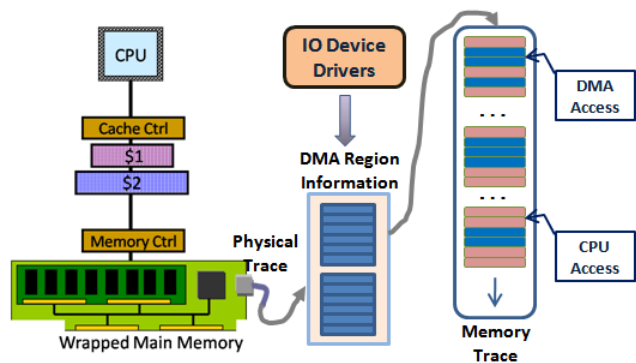 CPU
Cache Ctrl
$1
$2
Memory Ctrl
Wrapped Main Memory
Physical
Trace
IO Device
Drivers
DMA Region
Information
...
...
DMA
Access
CPU
Access
Memory
Trace